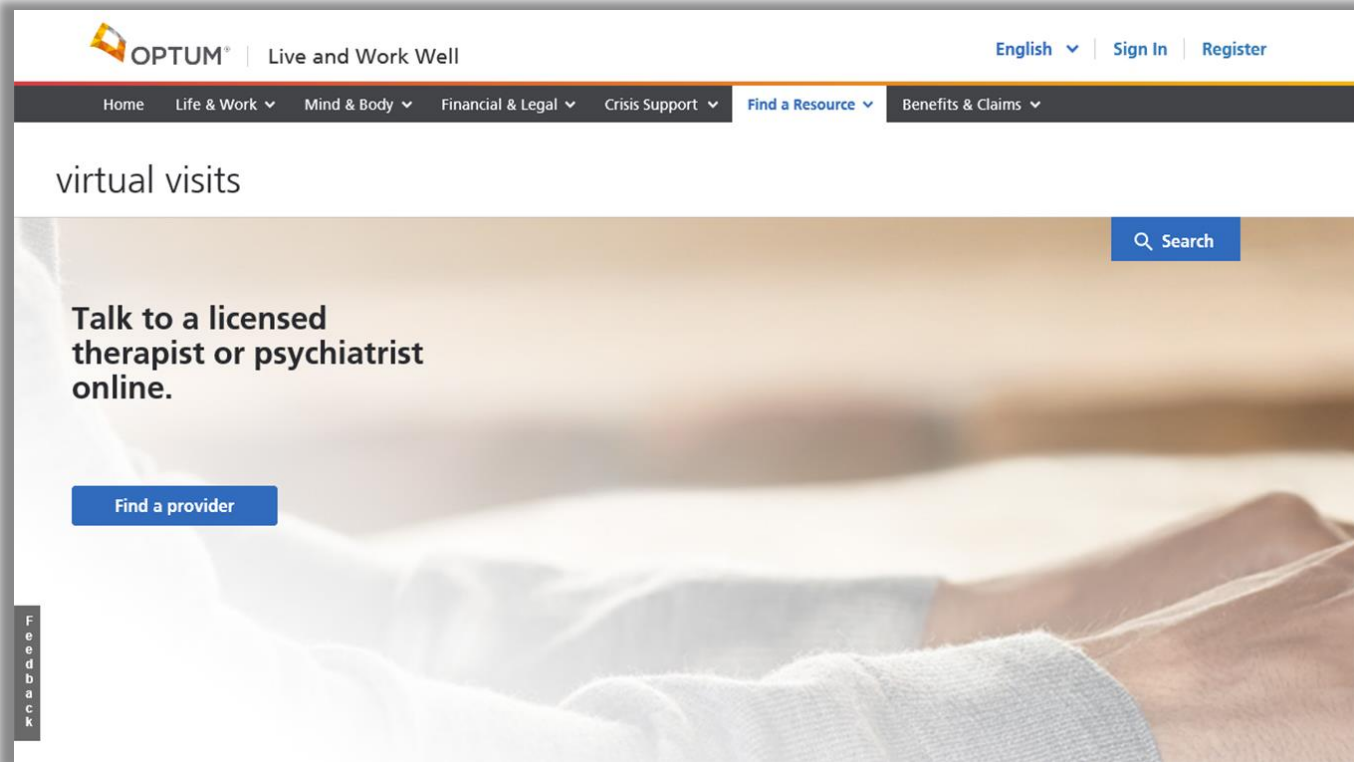 OPTUM® Live and Work Well
English Sign In Register
Home Life & Work Mind & Body Financial & Legal Crisis Support Find a Resource Benefits & Claims
virtual visits
Search
Talk to a licensed
therapist or psychiatrist
online.
Find a provider
Feedback